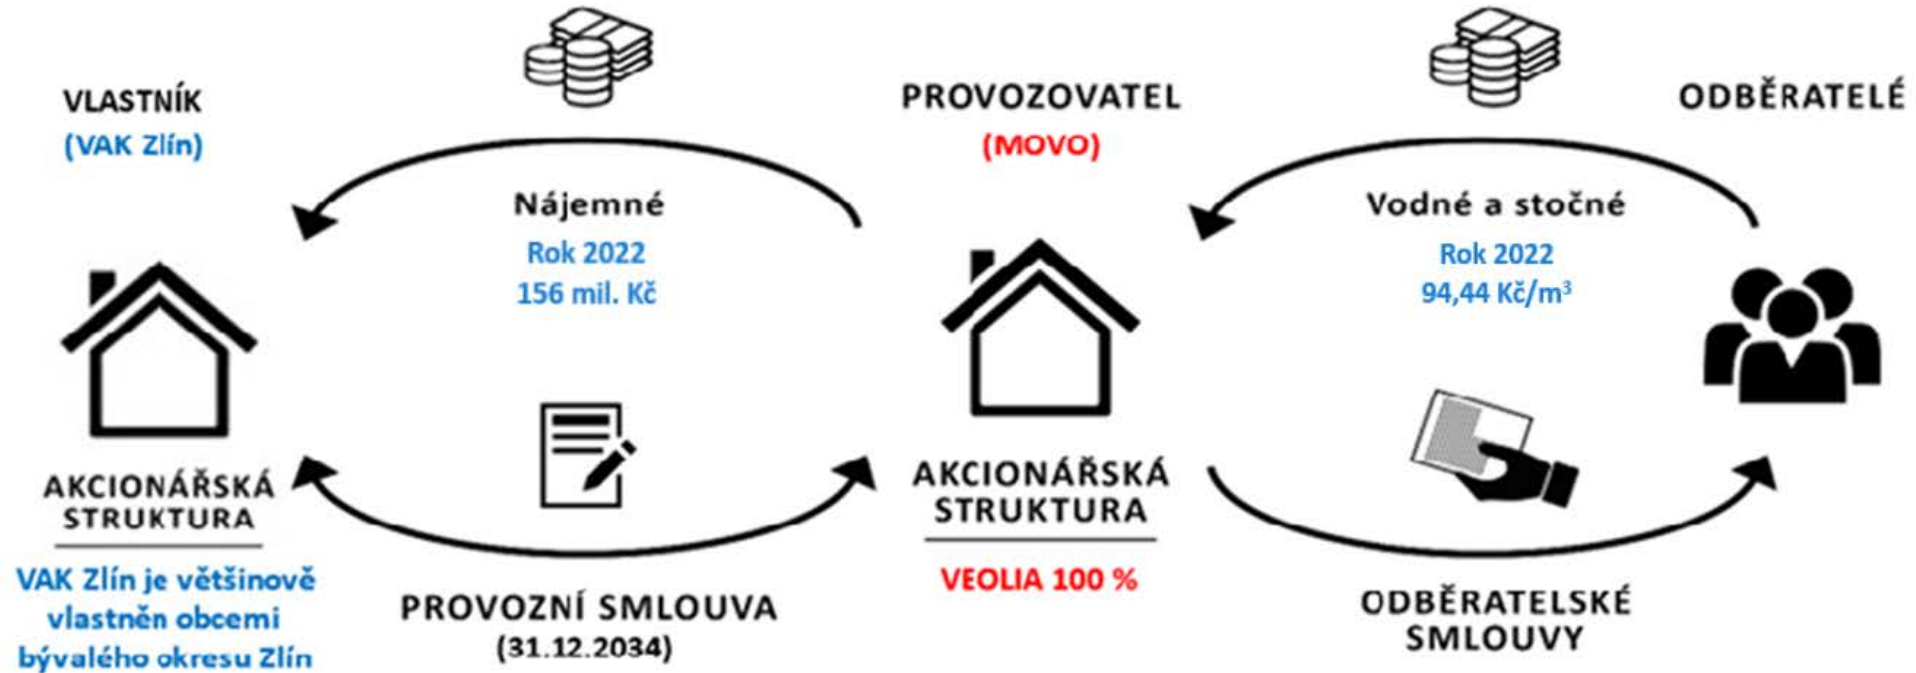 VLASTNÍK
(VAK Zlín)
AKCIONÁŘSKÁ
STRUKTURA
VAK Zlín je většinově
vlastněn obcemi
bývalého okresu Zlín
Nájemné
Rok 2022
156 mil. Kč
PROVOZNÍ SMLOUVA
(31.12.2034)
PROVOZOVATEL
(MOVO)
AKCIONÁŘSKÁ
STRUKTURA
VEOLIA 100 %
Vodné a stočné
Rok 2022
94,44 Kč/m³
ODBĚRATELSKÉ
SMLOUVY
ODBĚRATELÉ